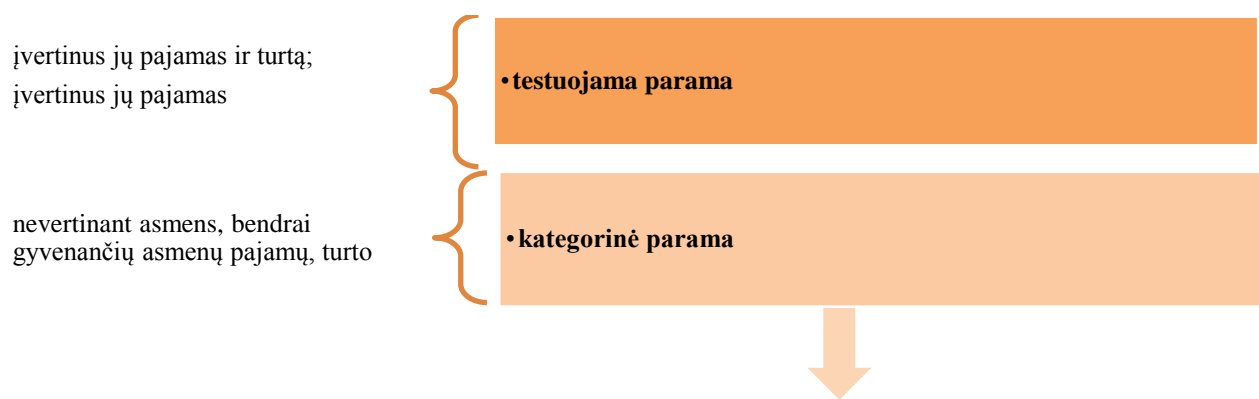 įvertinus jų pajamas ir turtą;
įvertinus jų pajamas
•testuojama parama
nevertinant asmens, bendrai
gyvenančių asmenų pajamų, turto
•kategorinė parama